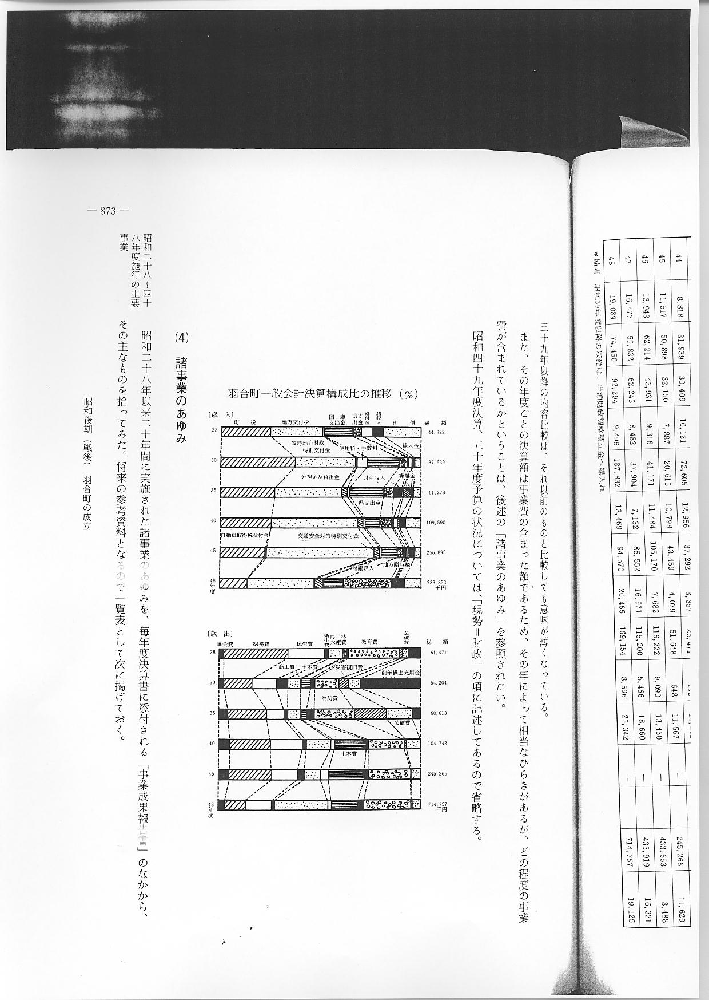 44　8,818　31,939　30,409　10,121　72,605　12,956　37,292　3,357　648　11,567　—　245,266　11,629
45　11,517　50,898　32,150　7,887　20,615　10,798　43,459　4,079　51,648
433,653　3,488
46　13,943　62,214　43,931　9,316　41,171　11,484　105,170　7,682　116,222　9,090　13,430　—　433,919　16,321
47　16,477　59,832　62,243　8,482　37,904　7,132　85,552　16,971　115,200　5,466　18,660　—
48　19,089　74,450　92,294　9,496　187,832　13,469　94,570　20,465　169,154　8,596　25,342　—　714,757　19,125
*備考　昭和39年度以降の残額は、半額財政調整積立金へ繰入れ
三十九年以降の内容比較は、それ以前のものと比較しても意味が薄くなっている。
また、その年度ごとの決算額は事業費の含まった額であるため、その年によって相当なひらきがあるが、どの程度の事業
費が含まれているかということは、後述の「諸事業のあゆみ」を参照されたい。
昭和四十九年度決算、五十年度予算の状況については、「現勢＝財政」の項に記述してあるので省略する。
羽合町一般会計決算構成比の推移（％）
〔歳　入〕
町　税　地方交付税　国庫支出金　県支出金　寄付金　諸収入　町　債　総　額
28　44,822
臨時地方財政特別交付金　使用料・手数料　繰入金
30　37,629
分担金及負担金　財産収入　繰越金
35　61,278
県支出金
40　109,590
自動車取得税交付金　交通安全対策特別交付金
45　256,895
財産収入　地方贈与税
48年度　733,833千円
〔歳　出〕
議会費　総務費　民生費　衛生費　農林水産費　教育費　公債費　総　額
28　61,471
商工費　土木費　災害復旧費　前年繰上充用金
30　54,204
消防費
35　60,613
公債費
40　104,742
土木費
45　245,266
48年度　714,757千円
(4)　諸事業のあゆみ
昭和二十八〜四十
八年度施行の主要
事業
昭和二十八年以来二十年間に実施された諸事業のあゆみを、毎年度決算書に添付される「事業成果報告書」のなかから、
その主なものを拾ってみた。将来の参考資料となるので一覧表として次に掲げておく。
昭和後期（戦後）　羽合町の成立
— 873 —